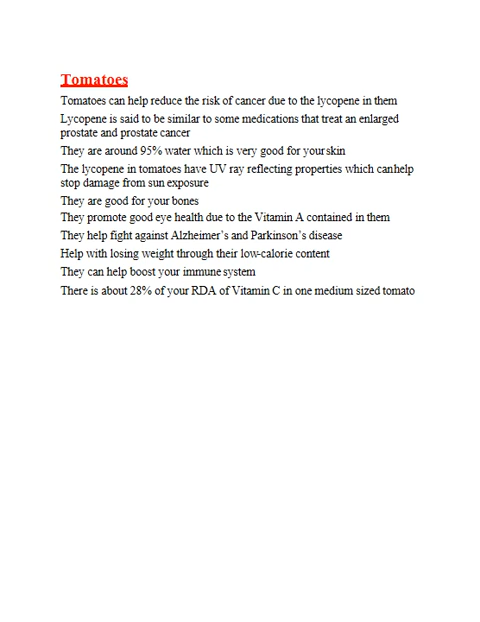 Tomatoes
Tomatoes can help reduce the risk of cancer due to the lycopene in them
Lycopene is said to be similar to some medications that treat an enlarged
prostate and prostate cancer
They are around 95% water which is very good for your skin
The lycopene in tomatoes have UV ray reflecting properties which canhelp
stop damage from sun exposure
They are good for your bones
They promote good eye health due to the Vitamin A contained in them
They help fight against Alzheimer’s and Parkinson’s disease
Help with losing weight through their low-calorie content
They can help boost your immune system
There is about 28% of your RDA of Vitamin C in one medium sized tomato